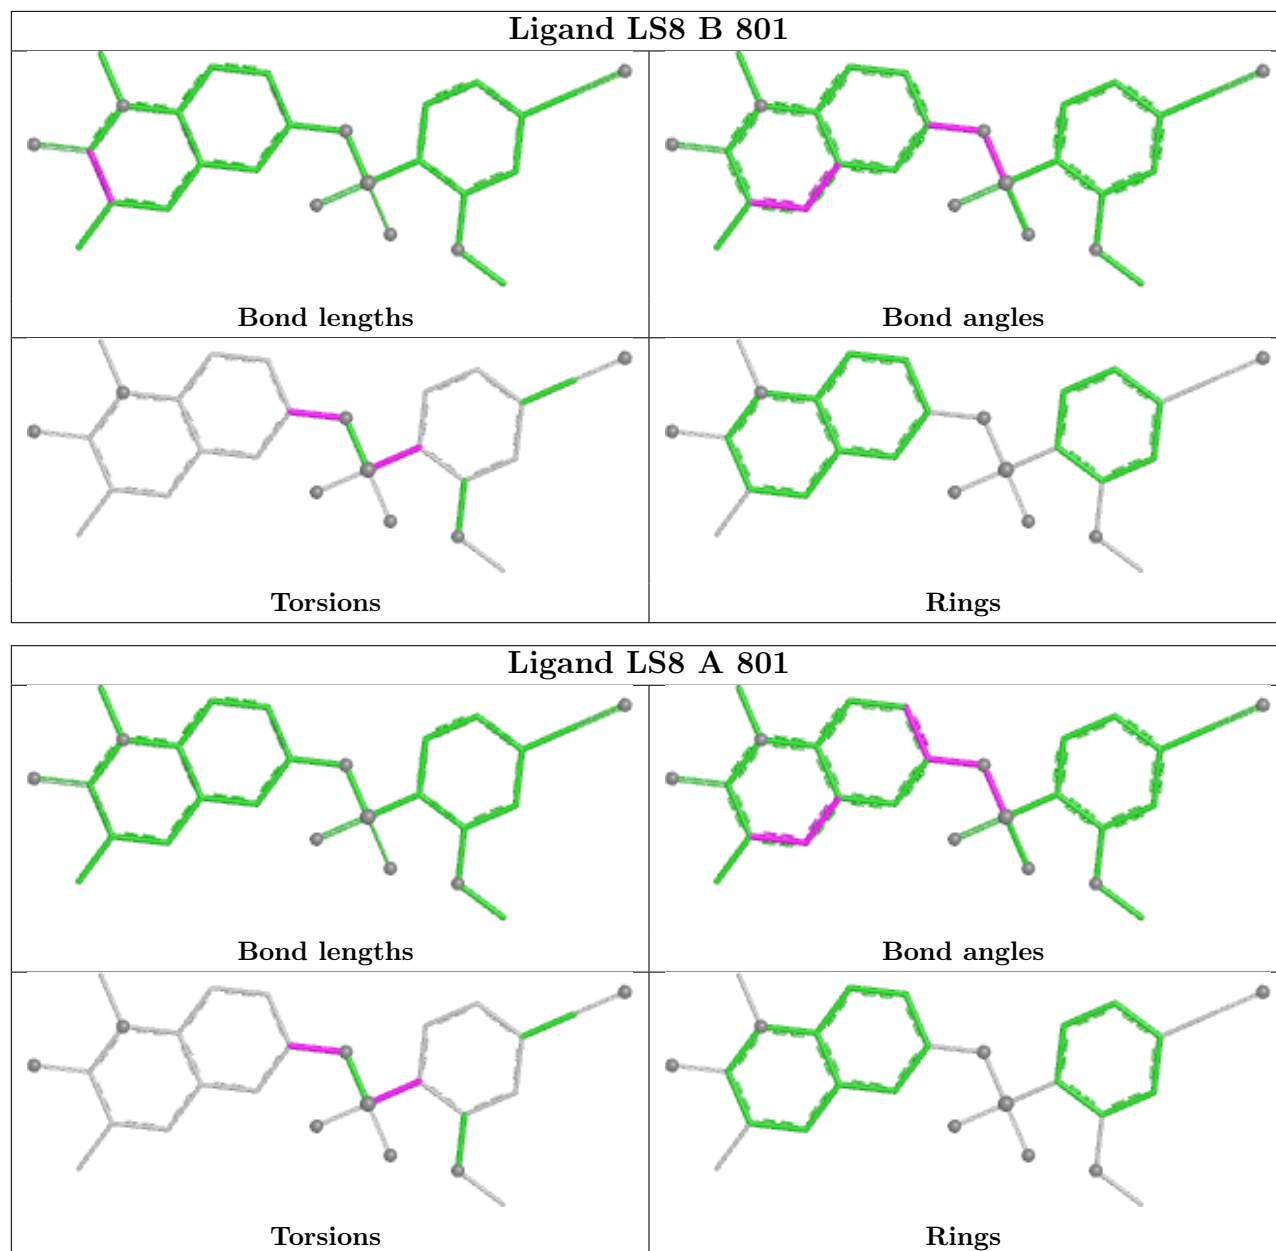 Ligand LS8 B 801
Bond lengths
Bond angles
Torsions
Rings
Ligand LS8 A 801
Bond lengths
Bond angles
Torsions
Rings